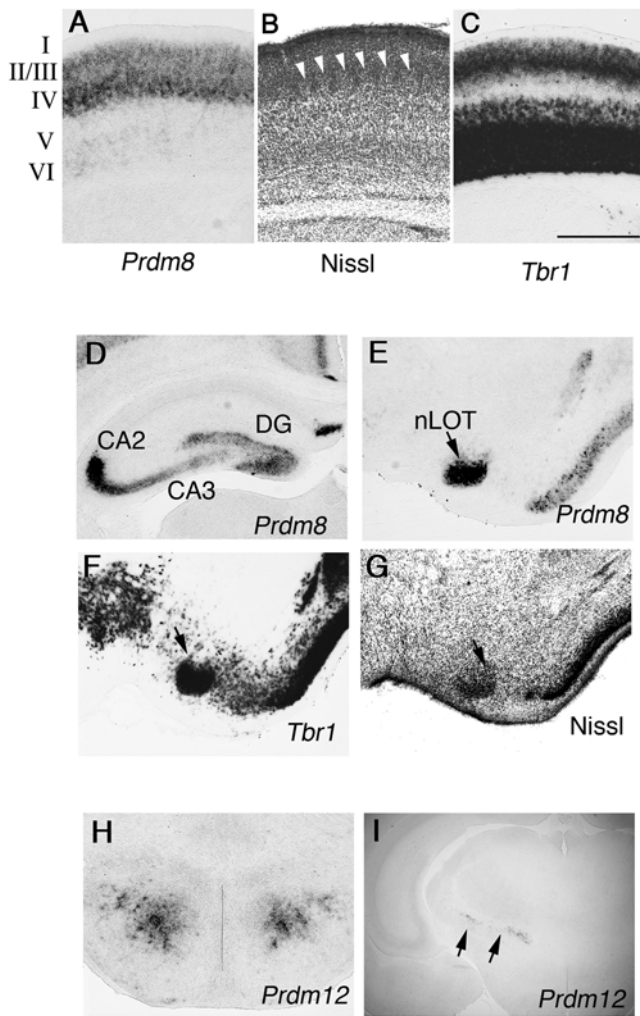 A
B
C
I
II/III
IV
V
VI
Prdm8
Nissl
Tbr1
D
CA2
DG
CA3
Prdm8
E
nLOT
Prdm8
F
Tbr1
G
Nissl
H
Prdm12
I
Prdm12